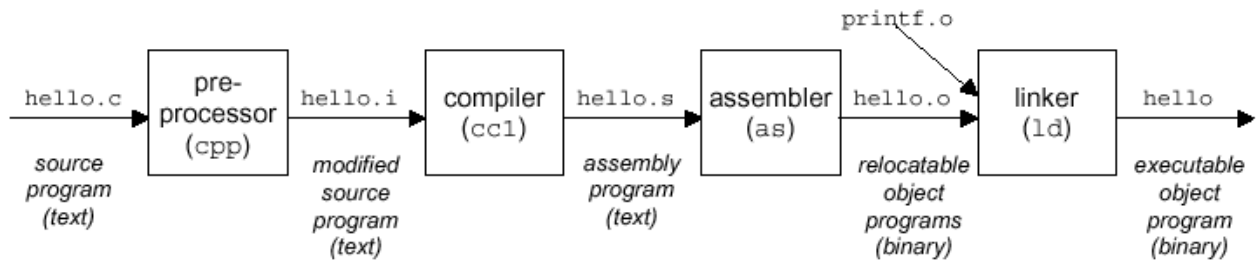 printf.o
hello.c
pre-
processor
(cpp)
hello.i
compiler
(cc1)
hello.s
assembler
(as)
hello.o
linker
(ld)
hello
source
program
(text)
modified
source
program
(text)
assembly
program
(text)
relocatable
object
programs
(binary)
executable
object
program
(binary)